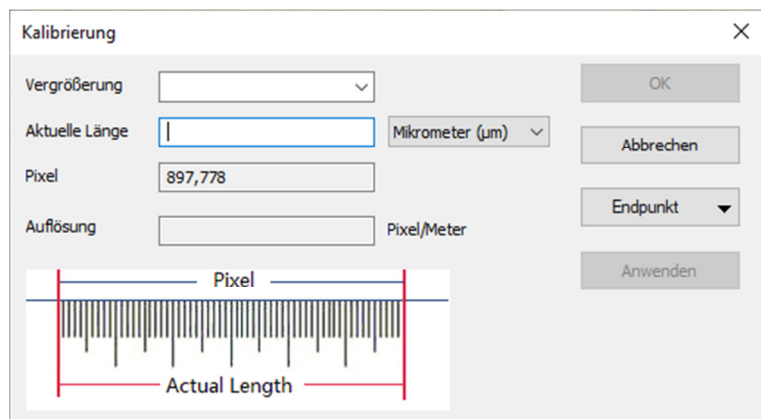 Kalibrierung
Vergrößerung
OK
Aktuelle Länge
Mikrometer (µm)
Abbrechen
Pixel
897,778
Endpunkt
Auflösung
Pixel/Meter
Anwenden
Pixel
Actual Length